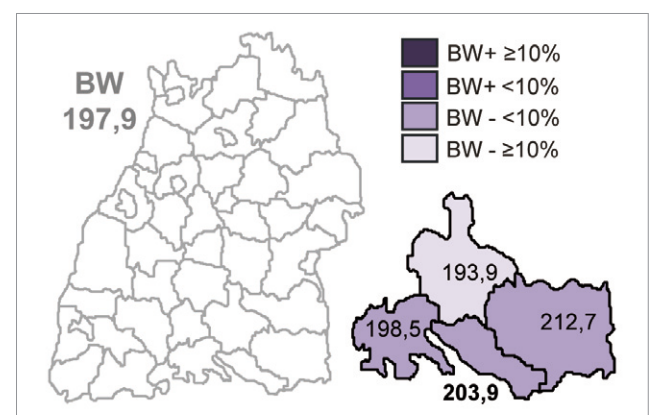 BW
197,9
BW+ ≥10%
BW+ <10%
BW - <10%
BW - ≥10%
193,9
198,5
212,7
203,9